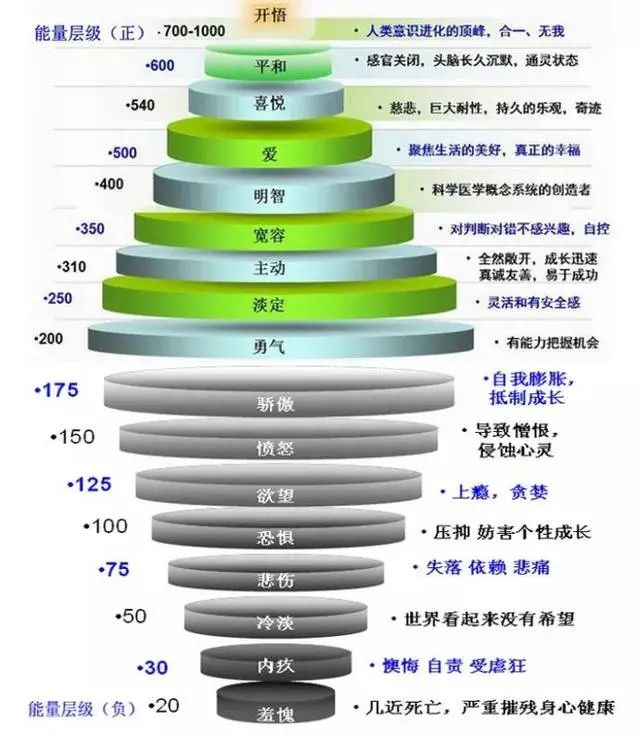 开悟
能量层级（正） •700-1000
•人类意识进化的顶峰，合一、无我
•600
平和
•感官关闭，头脑长久沉默，通灵状态
•540
喜悦
•慈悲，巨大耐性，持久的乐观，奇迹
•500
爱
•聚焦生活的美好，真正的幸福
•400
明智
•科学医学概念系统的创造者
•350
宽容
•对判断对错不感兴趣，自控
•310
主动
•全然敞开，成长迅速
真诚友善，易于成功
•250
淡定
•灵活和有安全感
•200
勇气
•有能力把握机会
•175
骄傲
•自我膨胀，
抵制成长
•150
愤怒
•导致憎恨，
侵蚀心灵
•125
欲望
•上瘾，贪婪
•100
恐惧
•压抑 妨害个性成长
•75
悲伤
•失落 依赖 悲痛
•50
冷淡
•世界看起来没有希望
•30
内疚
•懊悔 自责 受虐狂
能量层级（负） •20
羞愧
•几近死亡，严重摧残身心健康